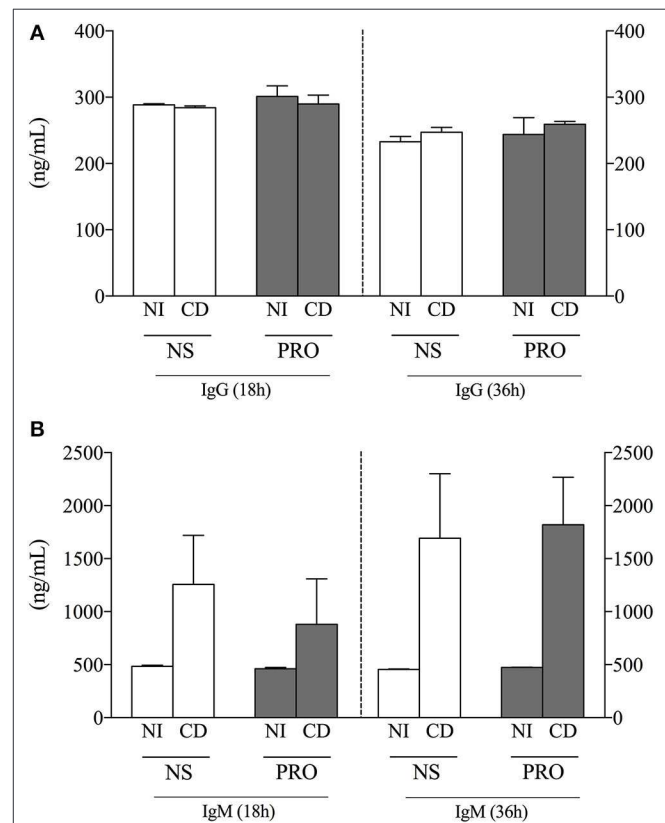 A
400 400
300 300
(ng/mL)
200 200
100 100
0 0
NI CD NI CD NI CD NI CD
NS PRO NS PRO
IgG (18h) IgG (36h)
B
2500 2500
2000 2000
1500 1500
(ng/mL)
1000 1000
500 500
0 0
NI CD NI CD NI CD NI CD
NS PRO NS PRO
IgM (18h) IgM (36h)